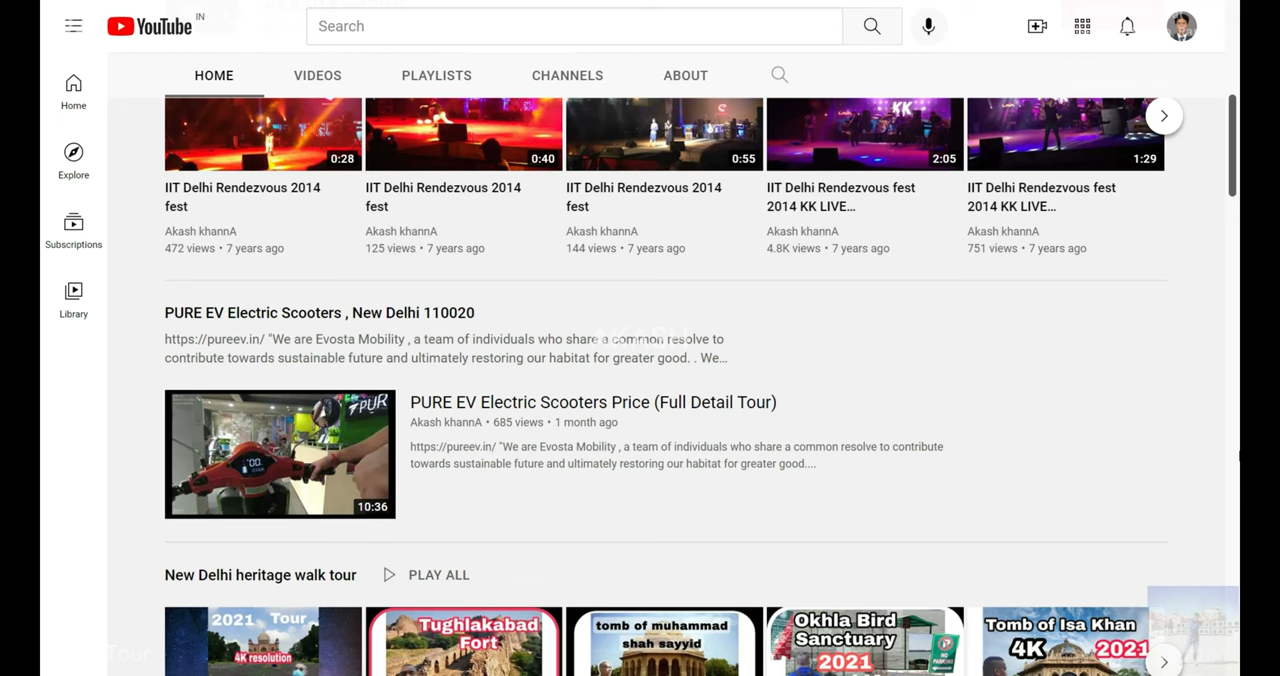 YouTube IN
Search
HOME
VIDEOS
PLAYLISTS
CHANNELS
ABOUT
Home
Explore
Subscriptions
Library
KK
0:28
0:40
0:55
2:05
1:29
IIT Delhi Rendezvous 2014
fest
Akash khannA
472 views • 7 years ago
IIT Delhi Rendezvous 2014
fest
Akash khannA
125 views • 7 years ago
IIT Delhi Rendezvous 2014
fest
Akash khannA
144 views • 7 years ago
IIT Delhi Rendezvous fest
2014 KK LIVE...
Akash khannA
4.8K views • 7 years ago
IIT Delhi Rendezvous fest
2014 KK LIVE...
Akash khannA
751 views • 7 years ago
PURE EV Electric Scooters , New Delhi 110020
https://pureev.in/ "We are Evosta Mobility , a team of individuals who share a common resolve to
contribute towards sustainable future and ultimately restoring our habitat for greater good. . We...
AKASH
PUR
10:36
PURE EV Electric Scooters Price (Full Detail Tour)
Akash khannA • 685 views • 1 month ago
https://pureev.in/ "We are Evosta Mobility , a team of individuals who share a common resolve to contribute
towards sustainable future and ultimately restoring our habitat for greater good....
New Delhi heritage walk tour
PLAY ALL
2021 Tour
4K resolution
Tughlakabad
Fort
tomb of muhammad
shah sayyid
Okhla Bird
Sanctuary
2021
NO
PARKING
Tomb of Isa Khan
4K 2021
Tour